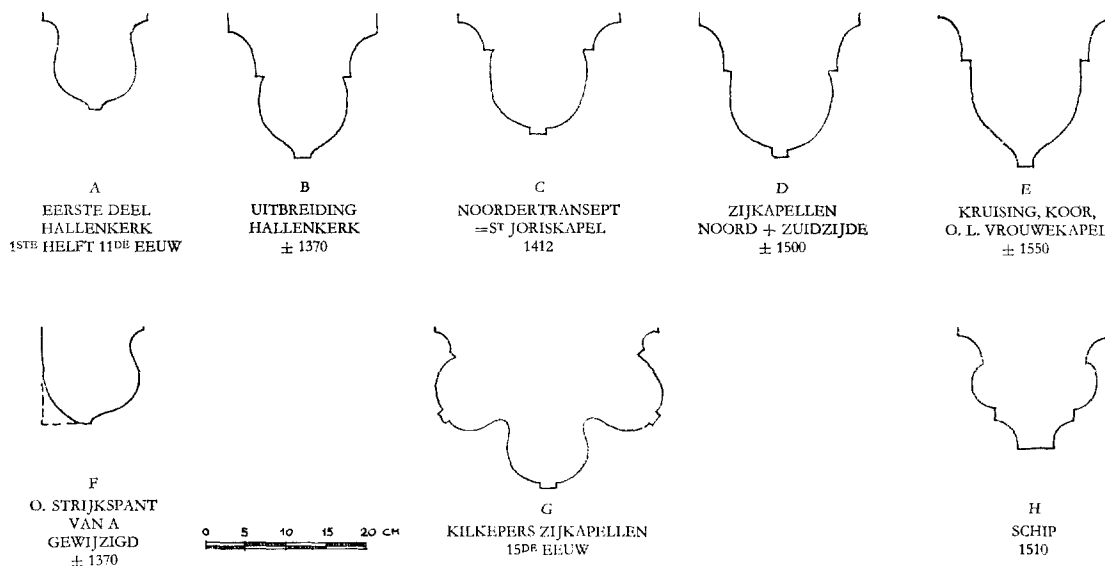 A
EERSTE DEEL
HALLENKERK
1STE HELFT 11DE EEUW
B
UITBREIDING
HALLENKERK
± 1370
C
NOORDERTRANSEPT
=ST JORISKAPEL
1412
D
ZIJKAPELLEN
NOORD + ZUIDZIJDE
± 1500
E
KRUISING, KOOR,
O. L. VROUWEKAPEL
± 1550
F
O. STRIJKSPANT
VAN A
GEWIJZIGD
± 1370
0 5 10 15 20 CM
G
KILKEPERS ZIJKAPELLEN
15DE EEUW
H
SCHIP
1510